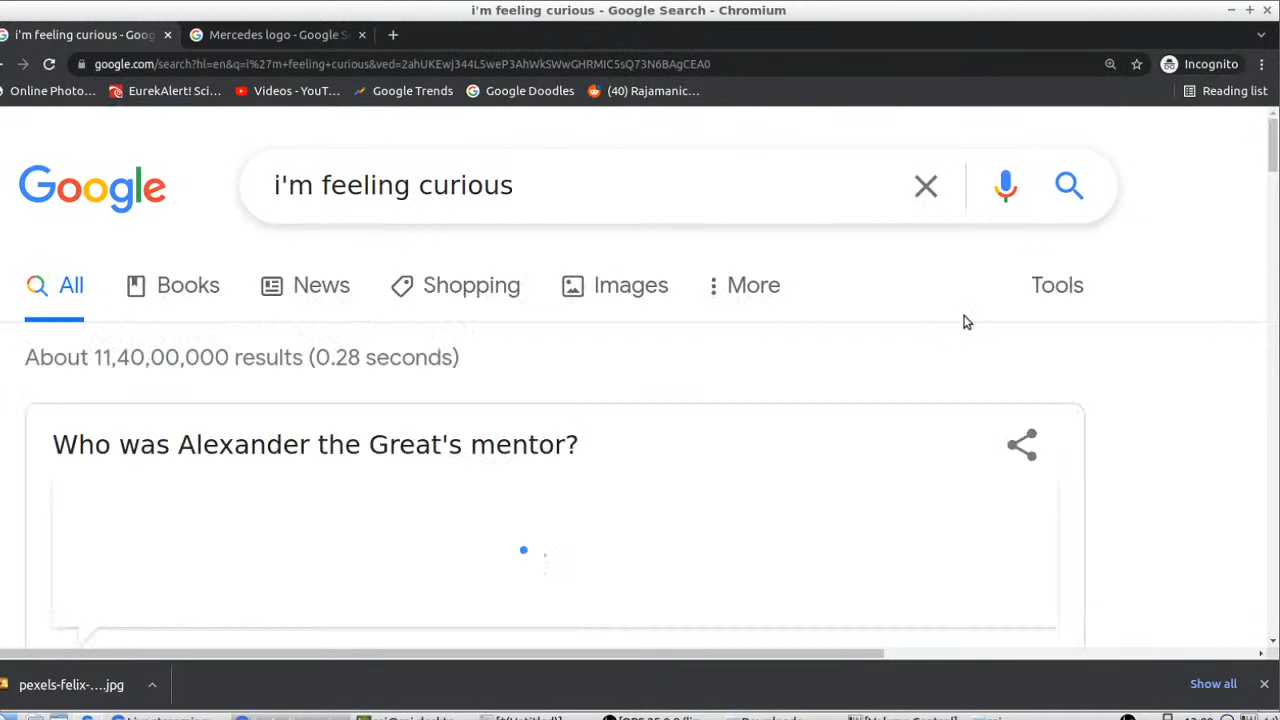 i'm feeling curious - Google Search - Chromium
i'm feeling curious - Goog
Mercedes logo - Google S
google.com/search?hl=en&q=i%27m+feeling+curious&ved=2ahUKEwj344L5weP3AhWkSWwGHRMIC5sQ73N6BAgCEA0
Incognito
Online Photo...
EurekAlert! Sci...
Videos - YouT...
Google Trends
Google Doodles
(40) Rajamanic...
Reading list
Google
i'm feeling curious
All
Books
News
Shopping
Images
More
Tools
About 11,40,00,000 results (0.28 seconds)
Who was Alexander the Great's mentor?
pexels-felix-....jpg
Show all